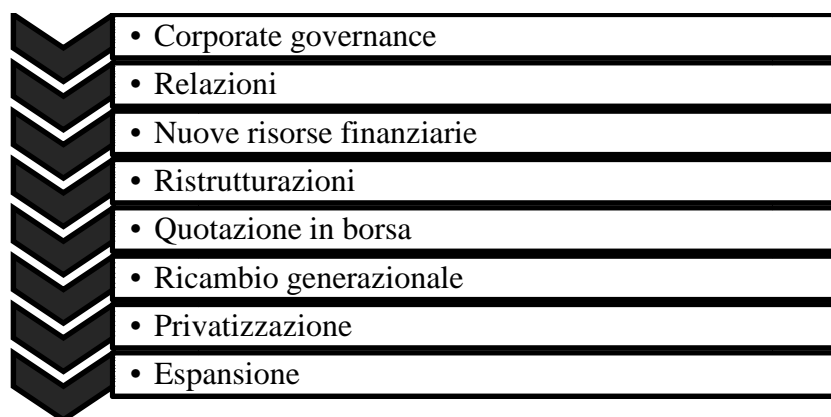 • Corporate governance
• Relazioni
• Nuove risorse finanziarie
• Ristrutturazioni
• Quotazione in borsa
• Ricambio generazionale
• Privatizzazione
• Espansione